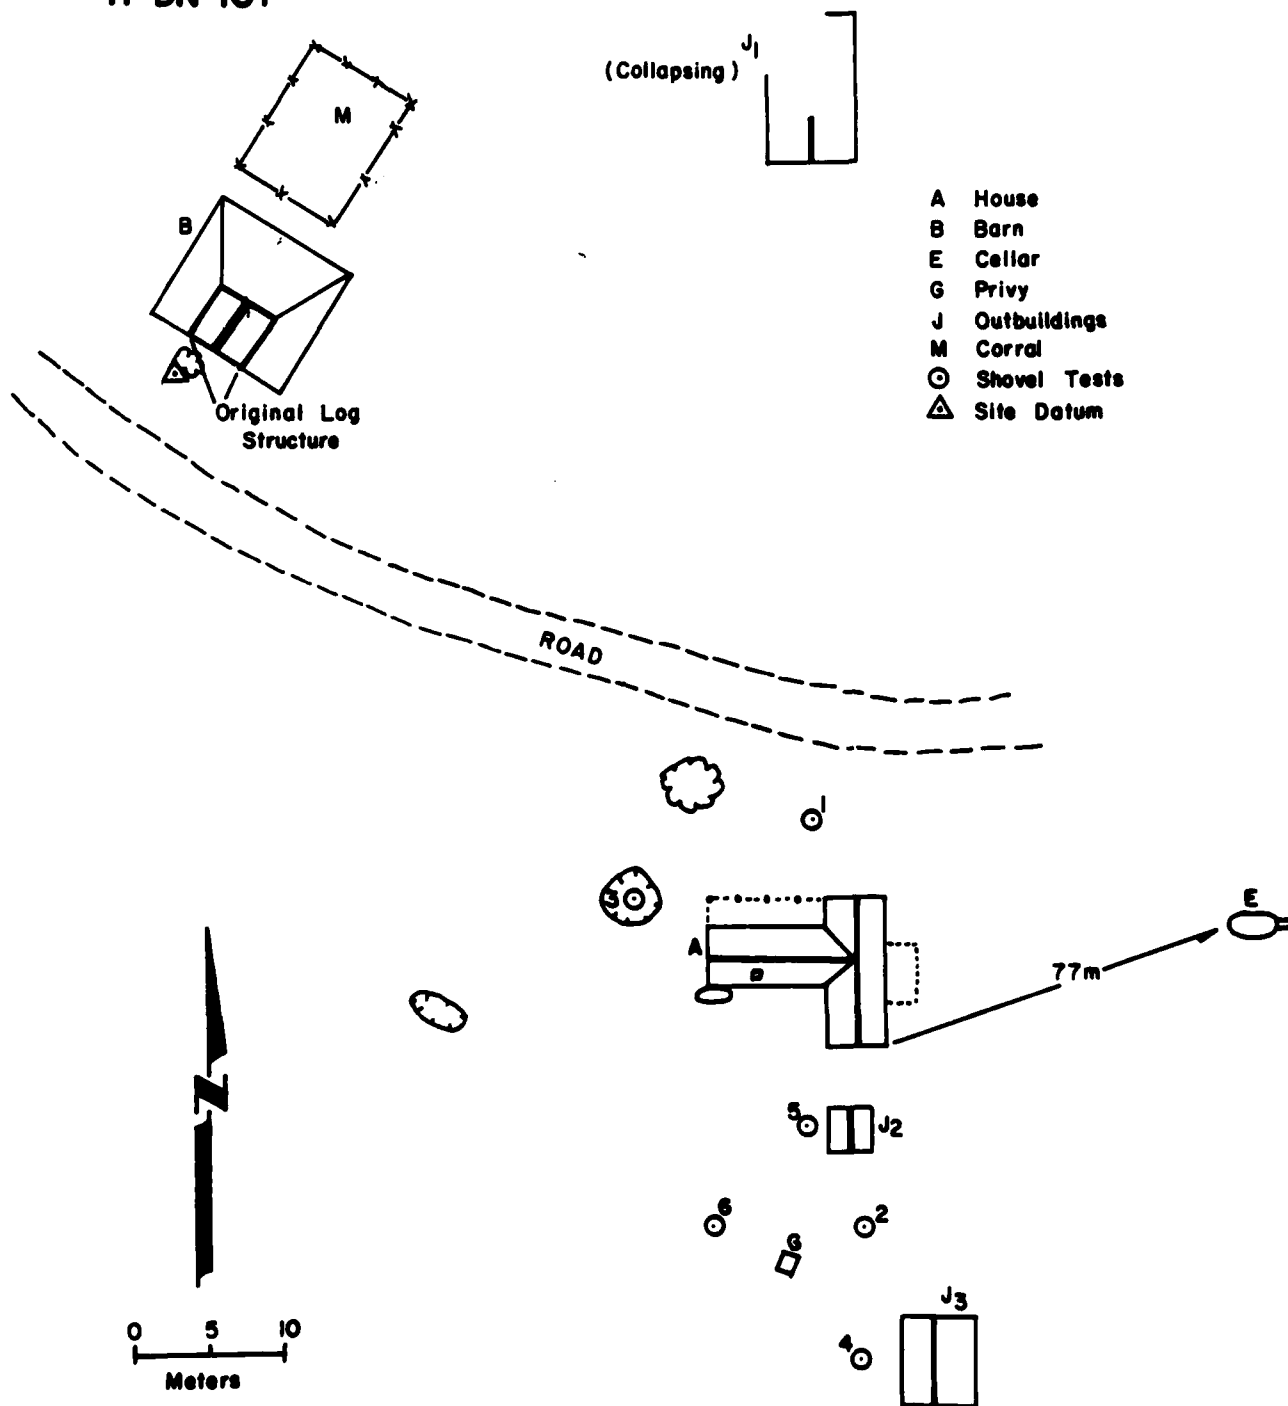 J1
(Collapsing)
M
B
A House
B Barn
E Cellar
G Privy
J Outbuildings
M Corral
Shovel Tests
Site Datum
Original Log
Structure
ROAD
1
3
A
E
77m
N
5
J2
6
2
G
J3
4
0 5 10
Meters